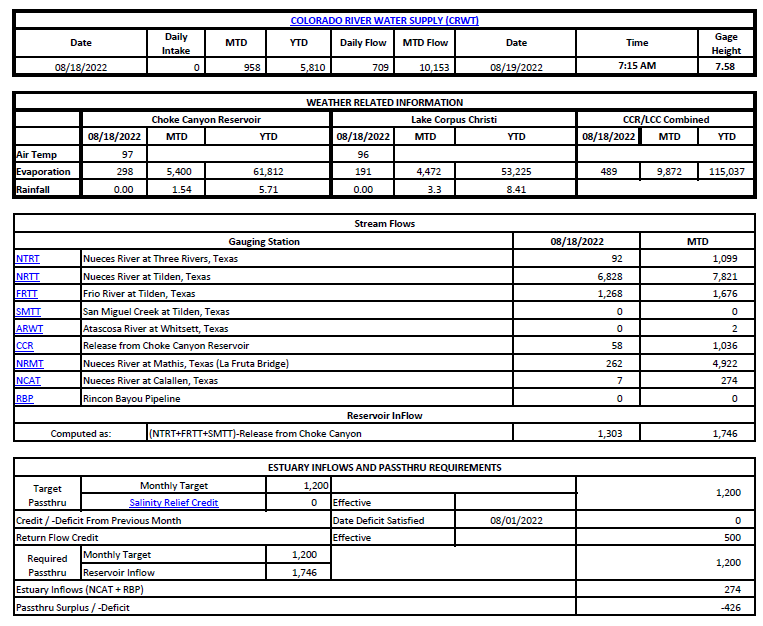 COLORADO RIVER WATER SUPPLY (CRWT)
Date Daily Intake MTD YTD Daily Flow MTD Flow Date Time Gage Height
08/18/2022 0 958 5,810 709 10,153 08/19/2022 7:15 AM 7.58
WEATHER RELATED INFORMATION
Choke Canyon Reservoir Lake Corpus Christi CCR/LCC Combined
08/18/2022 MTD YTD 08/18/2022 MTD YTD 08/18/2022 MTD YTD
Air Temp 97 96
Evaporation 298 5,400 61,812 191 4,472 53,225 489 9,872 115,037
Rainfall 0.00 1.54 5.71 0.00 3.3 8.41
Stream Flows
Gauging Station 08/18/2022 MTD
NTRT Nueces River at Three Rivers, Texas 92 1,099
NRTT Nueces River at Tilden, Texas 6,828 7,821
FRTT Frio River at Tilden, Texas 1,268 1,676
SMTT San Miguel Creek at Tilden, Texas 0 0
ARWT Atascosa River at Whitsett, Texas 0 2
CCR Release from Choke Canyon Reservoir 58 1,036
NRMT Nueces River at Mathis, Texas (La Fruta Bridge) 262 4,922
NCAT Nueces River at Calallen, Texas 7 274
RBP Rincon Bayou Pipeline 0 0
Reservoir InFlow
Computed as: (NTRT+FRTT+SMTT)-Release from Choke Canyon 1,303 1,746
ESTUARY INFLOWS AND PASSTHRU REQUIREMENTS
Target Passthru Monthly Target 1,200 1,200
Salinity Relief Credit 0 Effective
Credit / -Deficit From Previous Month Date Deficit Satisfied 08/01/2022 0
Return Flow Credit Effective 500
Required Passthru Monthly Target 1,200 1,200
Reservoir Inflow 1,746
Estuary Inflows (NCAT + RBP) 274
Passthru Surplus / -Deficit -426